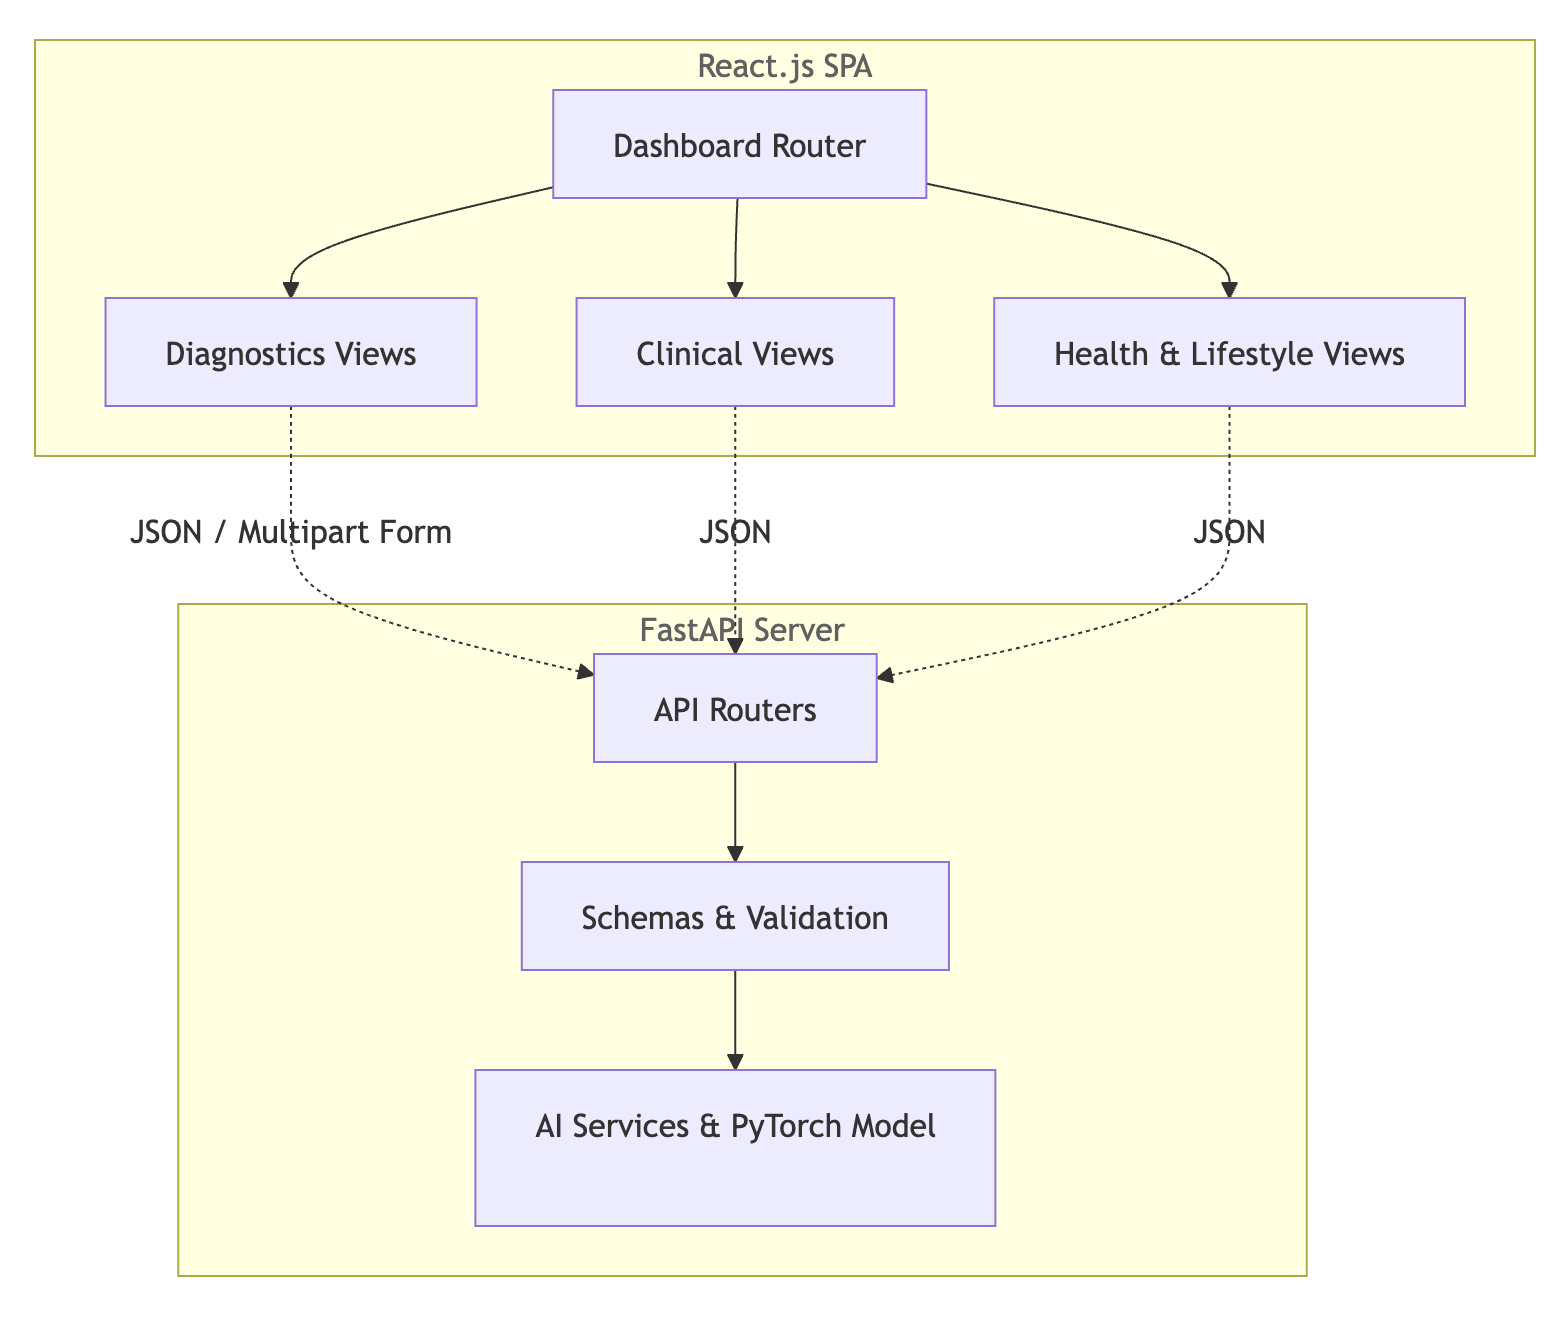 React.js SPA
Dashboard Router
Diagnostics Views
Clinical Views
Health & Lifestyle Views
JSON / Multipart Form
JSON
JSON
FastAPI Server
API Routers
Schemas & Validation
AI Services & PyTorch Model